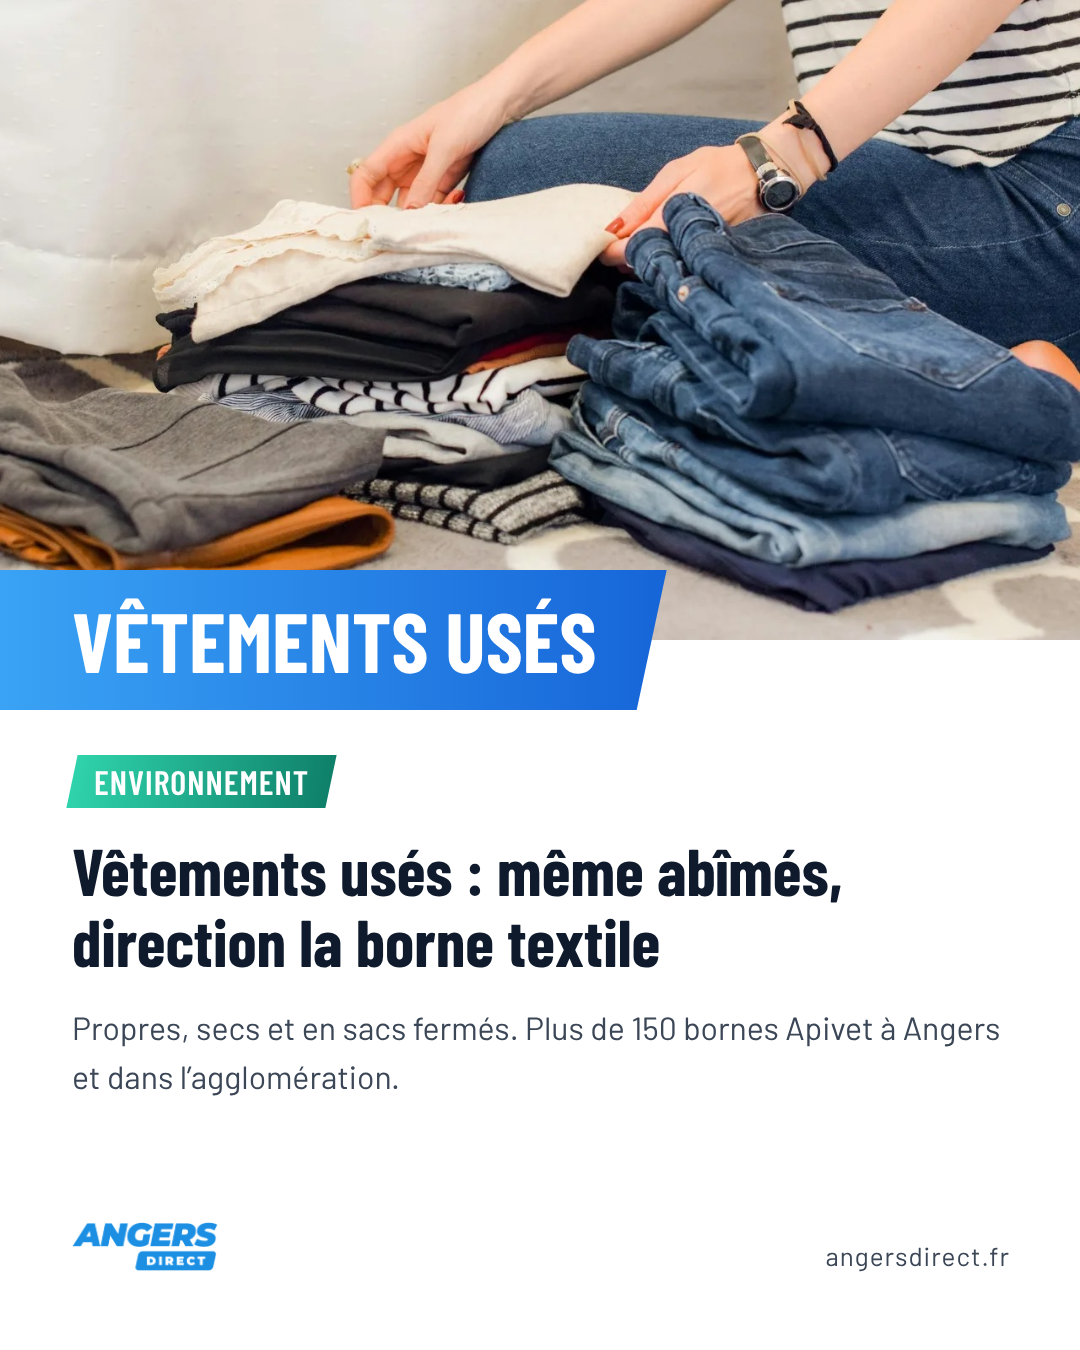 VÊTEMENTS USÉS
ENVIRONNEMENT
Vêtements usés : même abîmés,
direction la borne textile
Propres, secs et en sacs fermés. Plus de 150 bornes Apivet à Angers
et dans l’agglomération.
ANGERS
DIRECT
angersdirect.fr